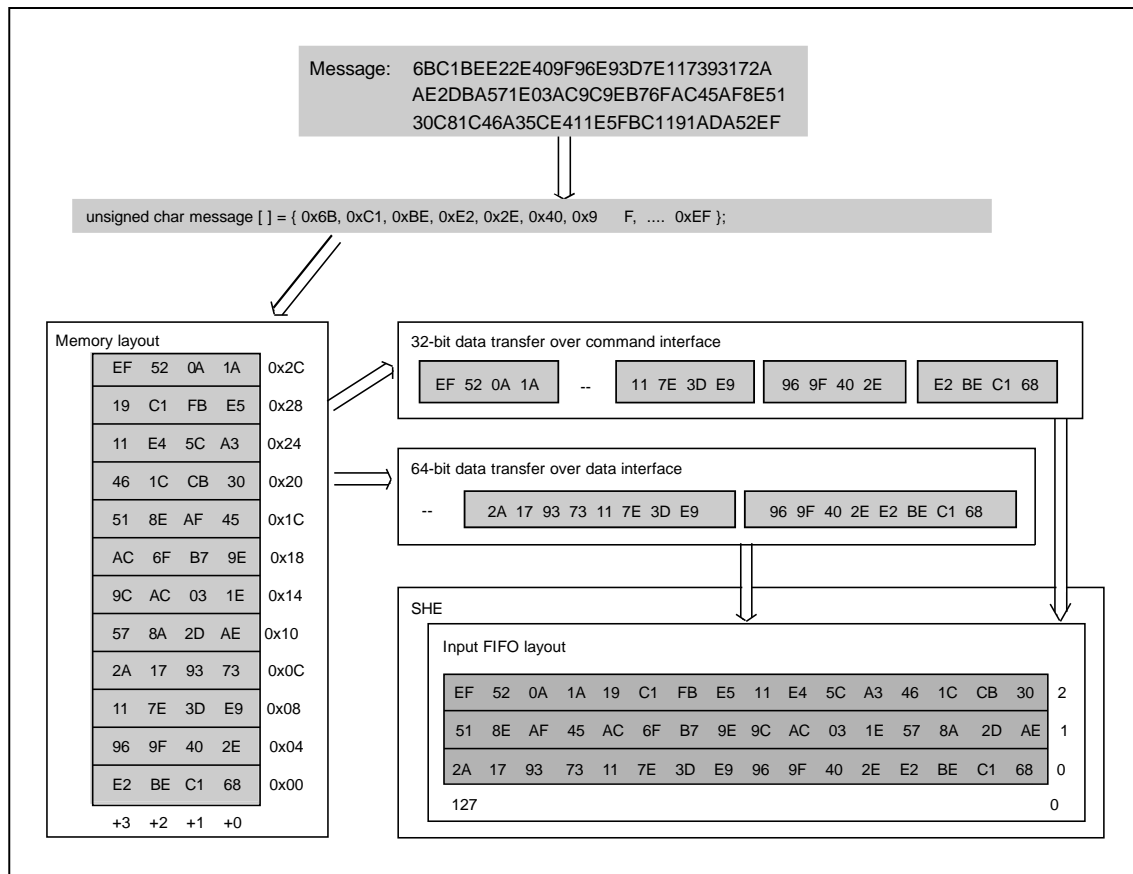 Message: 6BC1BEE22E409F96E93D7E117393172A
AE2DBA571E03AC9C9EB76FAC45AF8E51
30C81C46A35CE411E5FBC1191ADA52EF
unsigned char message [ ] = { 0x6B, 0xC1, 0xBE, 0xE2, 0x2E, 0x40, 0x9 F, .... 0xEF };
Memory layout
EF 52 0A 1A 0x2C
19 C1 FB E5 0x28
11 E4 5C A3 0x24
46 1C CB 30 0x20
51 8E AF 45 0x1C
AC 6F B7 9E 0x18
9C AC 03 1E 0x14
57 8A 2D AE 0x10
2A 17 93 73 0x0C
11 7E 3D E9 0x08
96 9F 40 2E 0x04
E2 BE C1 68 0x00
+3 +2 +1 +0
32-bit data transfer over command interface
EF 52 0A 1A -- 11 7E 3D E9 96 9F 40 2E E2 BE C1 68
64-bit data transfer over data interface
-- 2A 17 93 73 11 7E 3D E9 96 9F 40 2E E2 BE C1 68
SHE
Input FIFO layout
EF 52 0A 1A 19 C1 FB E5 11 E4 5C A3 46 1C CB 30 2
51 8E AF 45 AC 6F B7 9E 9C AC 03 1E 57 8A 2D AE 1
2A 17 93 73 11 7E 3D E9 96 9F 40 2E E2 BE C1 68 0
127 0